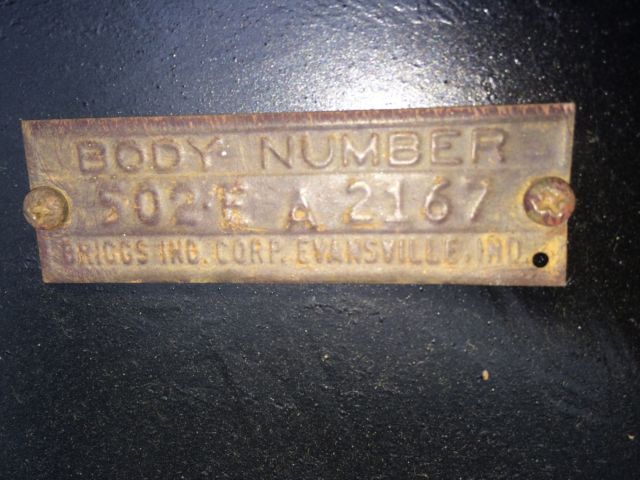 BODY NUMBER
502-E A 2167
BRIGGS IND. CORP. EVANSVILLE, IND.